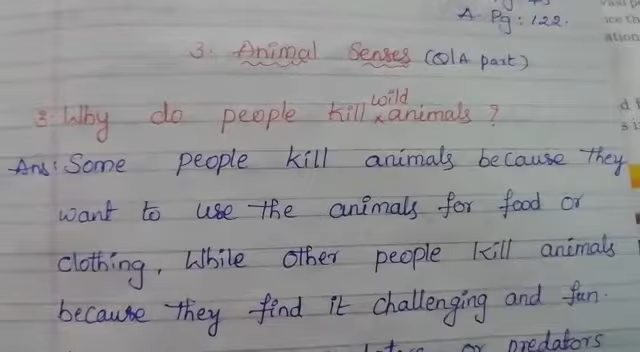 A Pg: 122.
3. Animal Senses (Q/A part)
3. Why do people kill wild animals ?
Ans: Some people kill animals because they
want to use the animals for food or
clothing, While other people kill animals
because they find it challenging and fun.
or predators